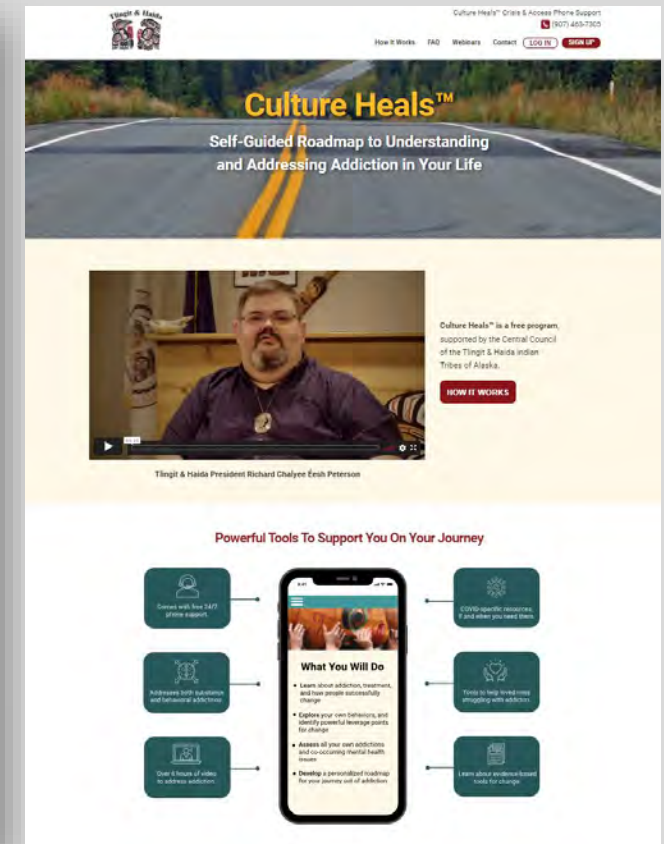 Tlingit & Haida
Culture Heals™ Crisis & Access Phone Support
How It Works FAQ Webinars Contact LOG IN SIGN UP
Culture Heals™
Self-Guided Roadmap to Understanding
and Addressing Addiction in Your Life
Culture Heals™ is a free program,
supported by the Central Council
of the Tlingit & Haida Indian
Tribes of Alaska.
HOW IT WORKS
Tlingit & Haida President Richard Chalyee Éesh Peterson
Powerful Tools To Support You On Your Journey
Comes with free 24/7
phone support
Addresses both substance
and behavioral addictions
Over 6 hours of video
to address addiction
What You Will Do
• Learn about addiction, treatment,
and how people successfully
change
• Explore your own behaviors, and
identify powerful leverage points
for change
• Assess all your own addictions
and co-occurring mental health
issues
• Develop a personalized roadmap
for your journey out of addiction
COVID-specific resources,
if and when you need them
Tools to help loved ones
struggling with addiction
Learn about evidence-based
tools for change